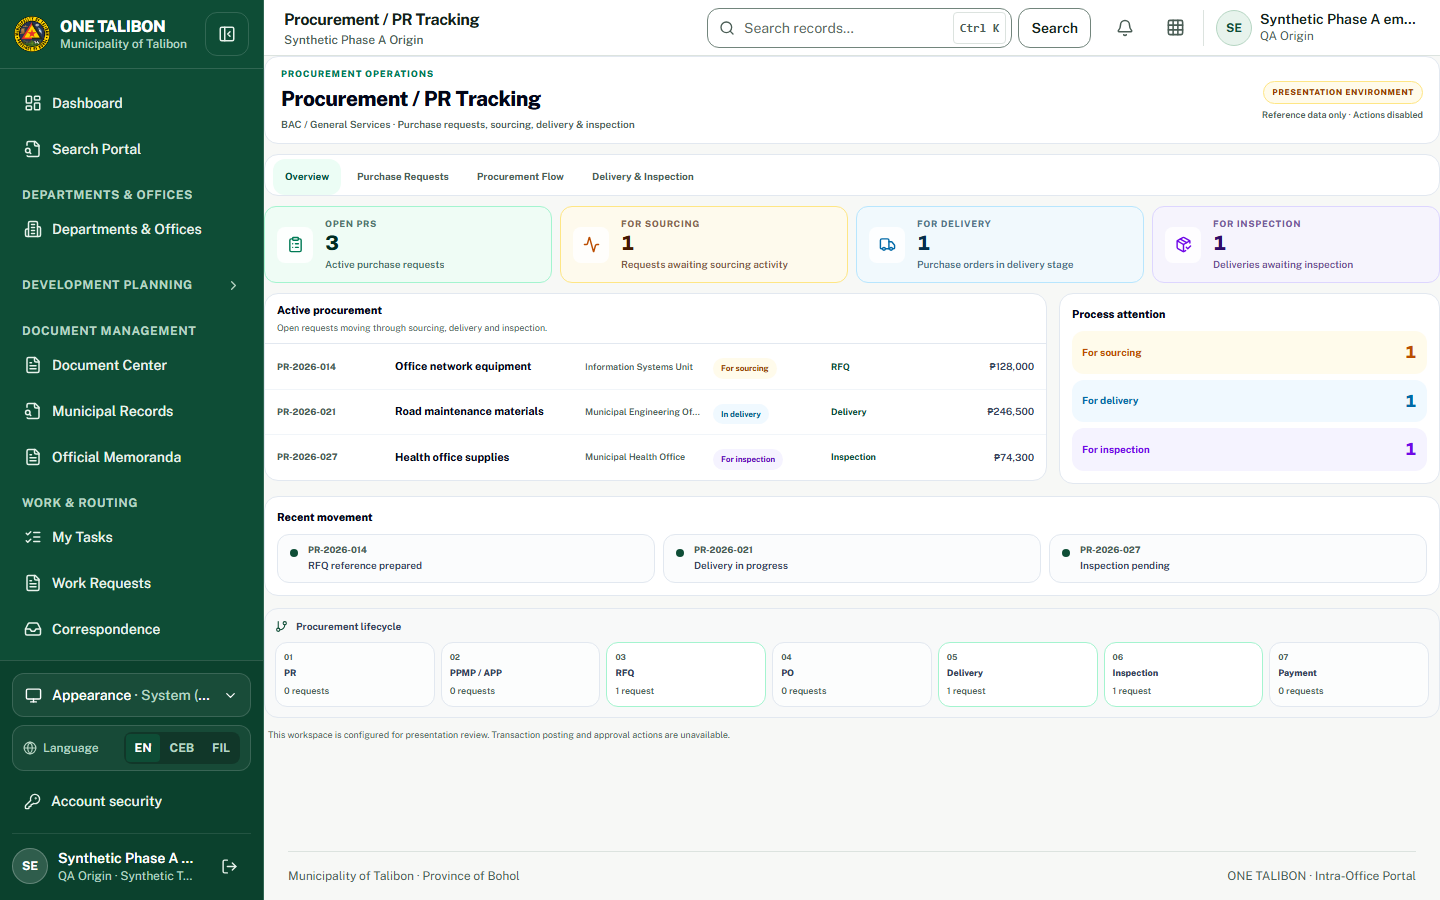 ONE TALIBON
Municipality of Talibon
Dashboard
Search Portal
DEPARTMENTS & OFFICES
Departments & Offices
DEVELOPMENT PLANNING
DOCUMENT MANAGEMENT
Document Center
Municipal Records
Official Memoranda
WORK & ROUTING
My Tasks
Work Requests
Correspondence
Appearance · System (...
Language EN CEB FIL
Account security
SE Synthetic Phase A ...
QA Origin · Synthetic T...
Procurement / PR Tracking
Synthetic Phase A Origin
Search records... Ctrl K Search
SE Synthetic Phase A em...
QA Origin
PROCUREMENT OPERATIONS
Procurement / PR Tracking
BAC / General Services · Purchase requests, sourcing, delivery & inspection
PRESENTATION ENVIRONMENT
Reference data only · Actions disabled
Overview Purchase Requests Procurement Flow Delivery & Inspection
OPEN PRS
3
Active purchase requests
FOR SOURCING
1
Requests awaiting sourcing activity
FOR DELIVERY
1
Purchase orders in delivery stage
FOR INSPECTION
1
Deliveries awaiting inspection
Active procurement
Open requests moving through sourcing, delivery and inspection.
PR-2026-014 Office network equipment Information Systems Unit For sourcing RFQ ₱128,000
PR-2026-021 Road maintenance materials Municipal Engineering Of... In delivery Delivery ₱246,500
PR-2026-027 Health office supplies Municipal Health Office For inspection Inspection ₱74,300
Process attention
For sourcing 1
For delivery 1
For inspection 1
Recent movement
PR-2026-014
RFQ reference prepared
PR-2026-021
Delivery in progress
PR-2026-027
Inspection pending
Procurement lifecycle
01
PR
0 requests
02
PPMP / APP
0 requests
03
RFQ
1 request
04
PO
0 requests
05
Delivery
1 request
06
Inspection
1 request
07
Payment
0 requests
This workspace is configured for presentation review. Transaction posting and approval actions are unavailable.
Municipality of Talibon · Province of Bohol
ONE TALIBON · Intra-Office Portal